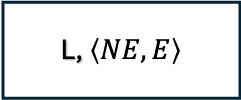 L, ⟨NE, E⟩